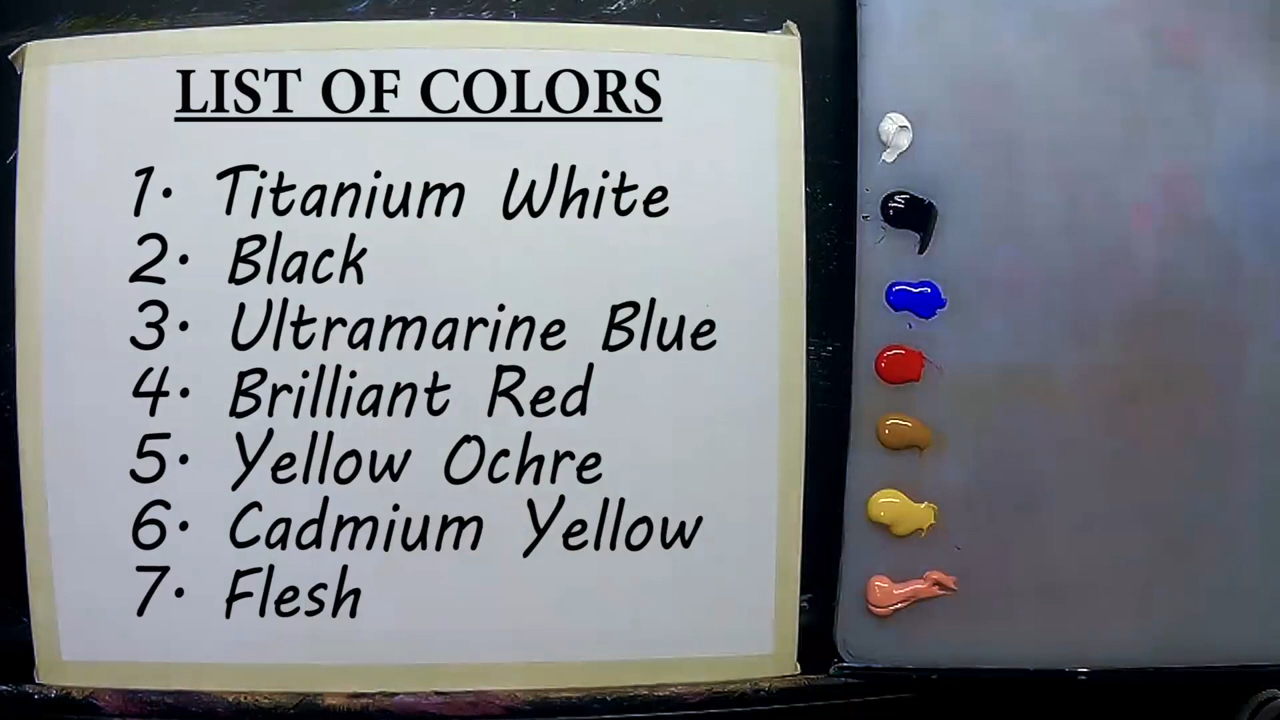 LIST OF COLORS
1. Titanium White
2. Black
3. Ultramarine Blue
4. Brilliant Red
5. Yellow Ochre
6. Cadmium Yellow
7. Flesh